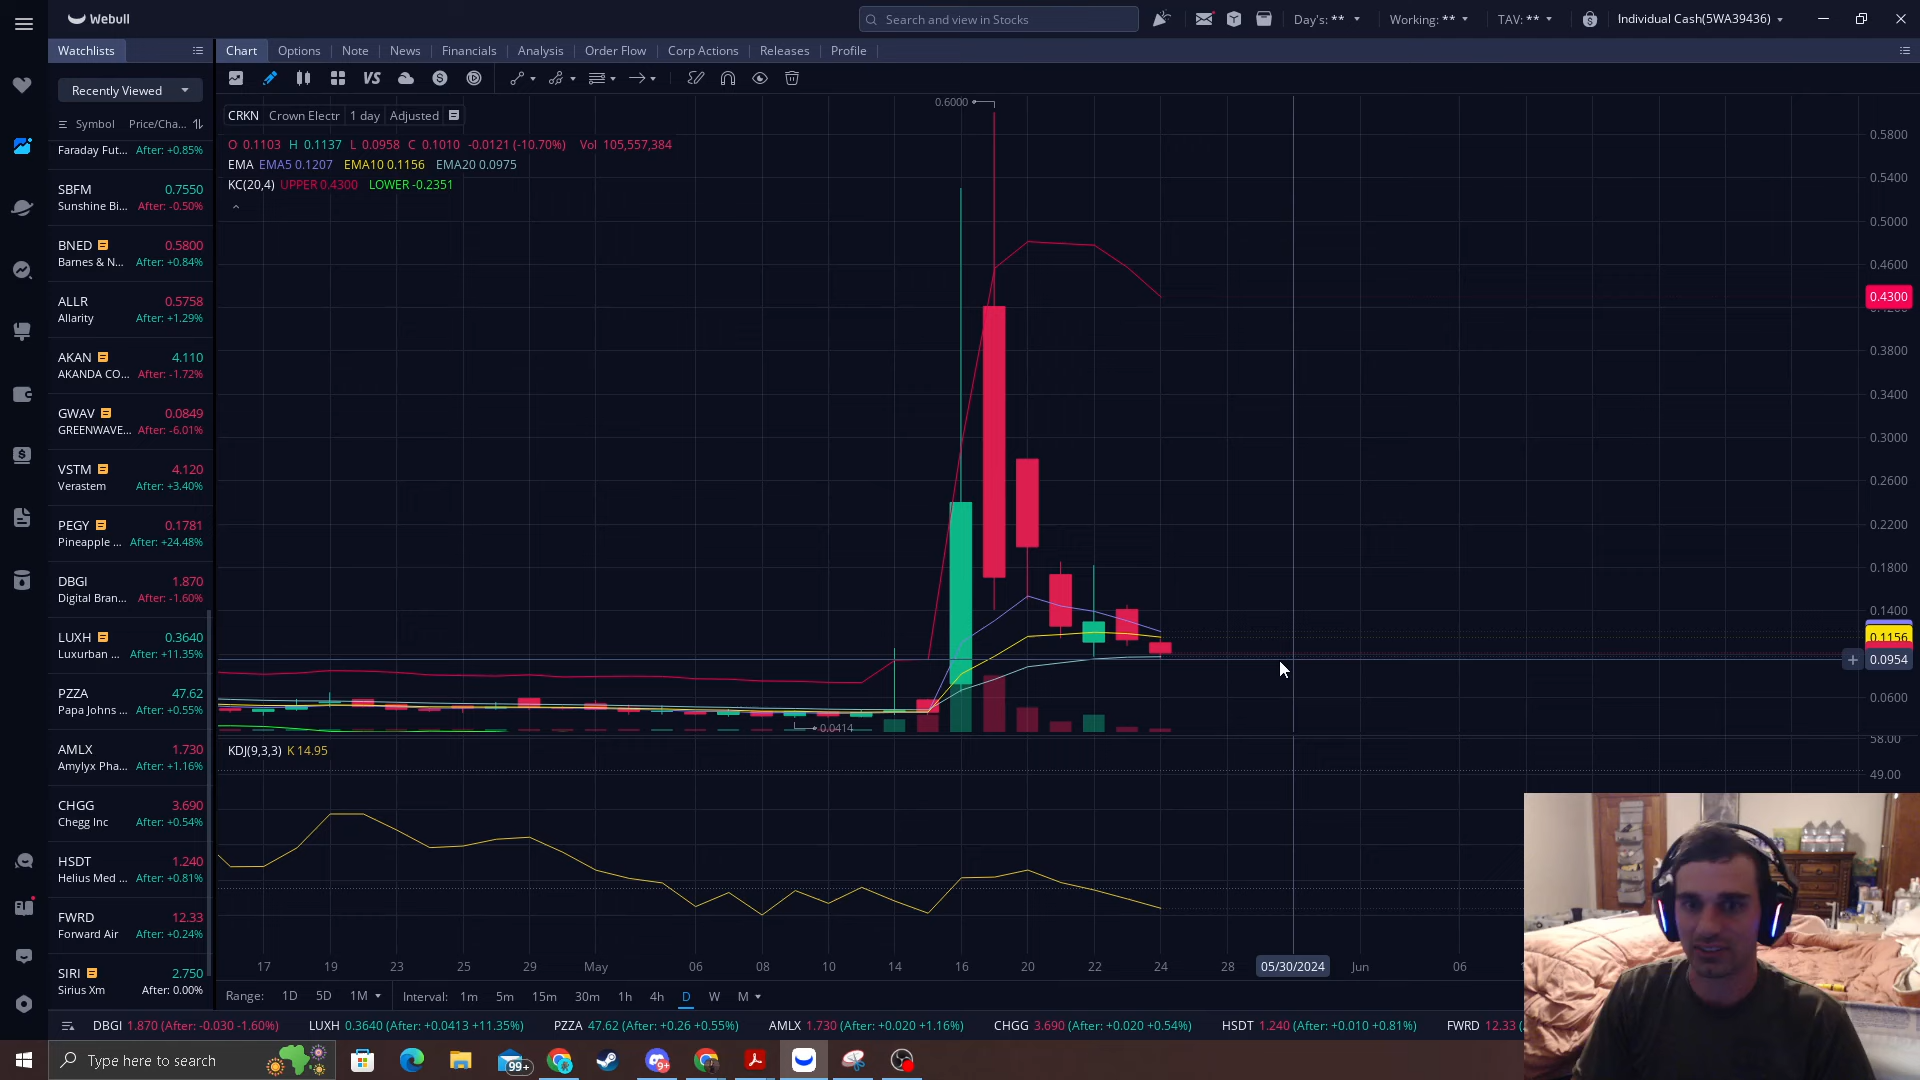 Webull
Search and view in Stocks
Day's: **
Working: **
TAV: **
Individual Cash(5WA39436)
Watchlists
Chart
Options
Note
News
Financials
Analysis
Order Flow
Corp Actions
Releases
Profile
Recently Viewed
VS
S
Symbol
Price/Cha...
Faraday Fut... After: +0.85%
SBFM 0.7550
Sunshine Bi... After: -0.50%
BNED 0.5800
Barnes & N... After: +0.84%
ALLR 0.5758
Allarity After: +1.29%
AKAN 4.110
AKANDA CO... After: -1.72%
GWAV 0.0849
GREENWAVE... After: -6.01%
VSTM 4.120
Verastem After: +3.40%
PEGY 0.1781
Pineapple ... After: +24.48%
DBGI 1.870
Digital Bran... After: -1.60%
LUXH 0.3640
Luxurban ... After: +11.35%
PZZA 47.62
Papa Johns ... After: +0.55%
AMLX 1.730
Amylyx Pha... After: +1.16%
CHGG 3.690
Chegg Inc After: +0.54%
HSDT 1.240
Helius Med ... After: +0.81%
FWRD 12.33
Forward Air After: +0.24%
SIRI 2.750
Sirius Xm After: 0.00%
CRKN Crown Electr 1 day Adjusted
O 0.1103 H 0.1137 L 0.0958 C 0.1010 -0.0121 (-10.70%) Vol 105,557,384
EMA EMA5 0.1207 EMA10 0.1156 EMA20 0.0975
KC(20,4) UPPER 0.4300 LOWER -0.2351
0.6000
0.0414
0.5800
0.5400
0.5000
0.4600
0.4300
0.3800
0.3400
0.3000
0.2600
0.2200
0.1800
0.1400
0.1156
0.0954
0.0600
58.00
49.00
KDJ(9,3,3) K 14.95
17 19 23 25 29 May 06 08 10 14 16 20 22 24 28 05/30/2024 Jun 06
Range: 1D 5D 1M Interval: 1m 5m 15m 30m 1h 4h D W M
DBGI 1.870 (After: -0.030 -1.60%) LUXH 0.3640 (After: +0.0413 +11.35%) PZZA 47.62 (After: +0.26 +0.55%) AMLX 1.730 (After: +0.020 +1.16%) CHGG 3.690 (After: +0.020 +0.54%) HSDT 1.240 (After: +0.010 +0.81%) FWRD 12.33
Type here to search
99+
9+